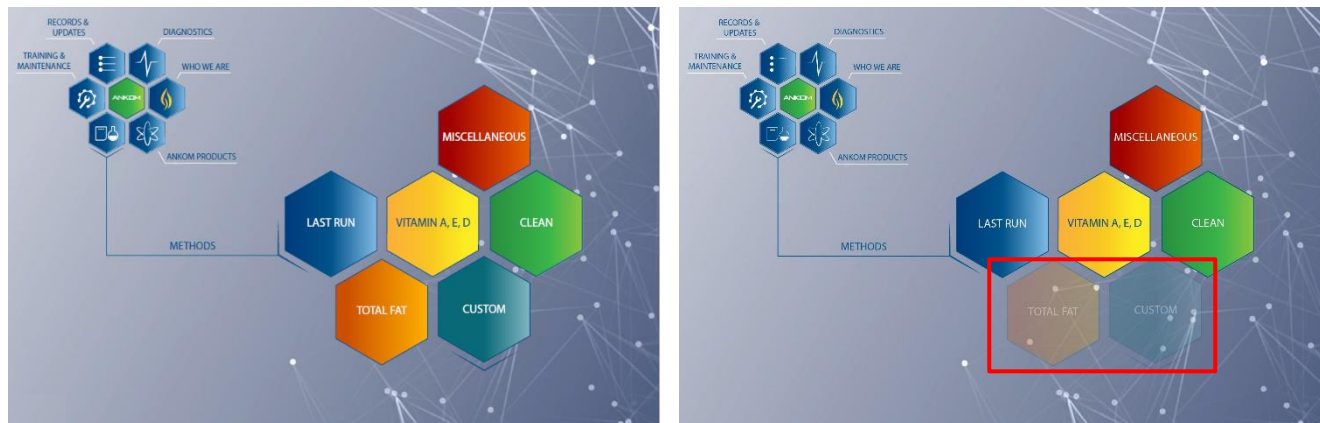 RECORDS &
UPDATES
DIAGNOSTICS
TRAINING &
MAINTENANCE
WHO WE ARE
ANKOM
ANKOM PRODUCTS
MISCELLANEOUS
LAST RUN
VITAMIN A, E, D
CLEAN
METHODS
TOTAL FAT
CUSTOM
RECORDS &
UPDATES
DIAGNOSTICS
TRAINING &
MAINTENANCE
WHO WE ARE
ANKOM
ANKOM PRODUCTS
MISCELLANEOUS
LAST RUN
VITAMIN A, E, D
CLEAN
METHODS
TOTAL FAT
CUSTOM